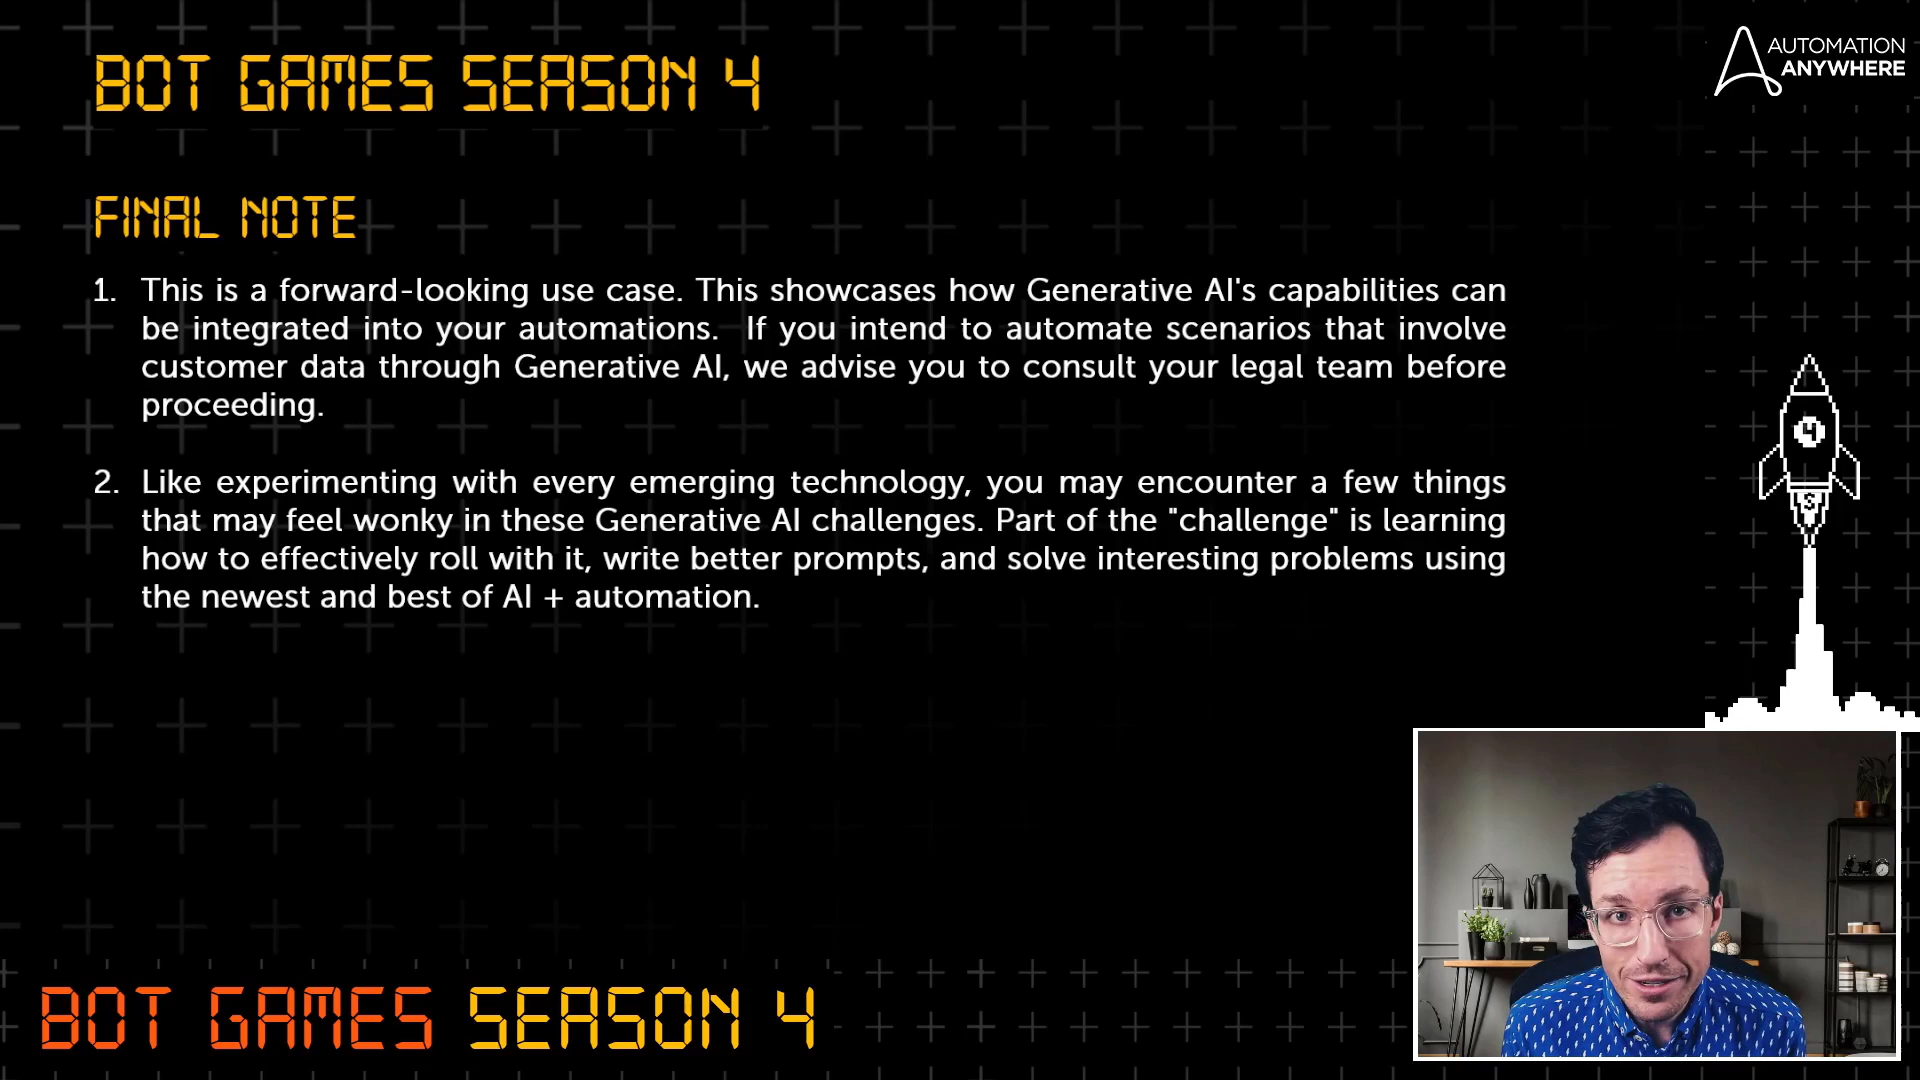 BOT GAMES SEASON 4
AUTOMATION
ANYWHERE
FINAL NOTE
1. This is a forward-looking use case. This showcases how Generative AI's capabilities can
be integrated into your automations.  If you intend to automate scenarios that involve
customer data through Generative AI, we advise you to consult your legal team before
proceeding.
2. Like experimenting with every emerging technology, you may encounter a few things
that may feel wonky in these Generative AI challenges. Part of the "challenge" is learning
how to effectively roll with it, write better prompts, and solve interesting problems using
the newest and best of AI + automation.
4
S
BOT GAMES SEASON 4